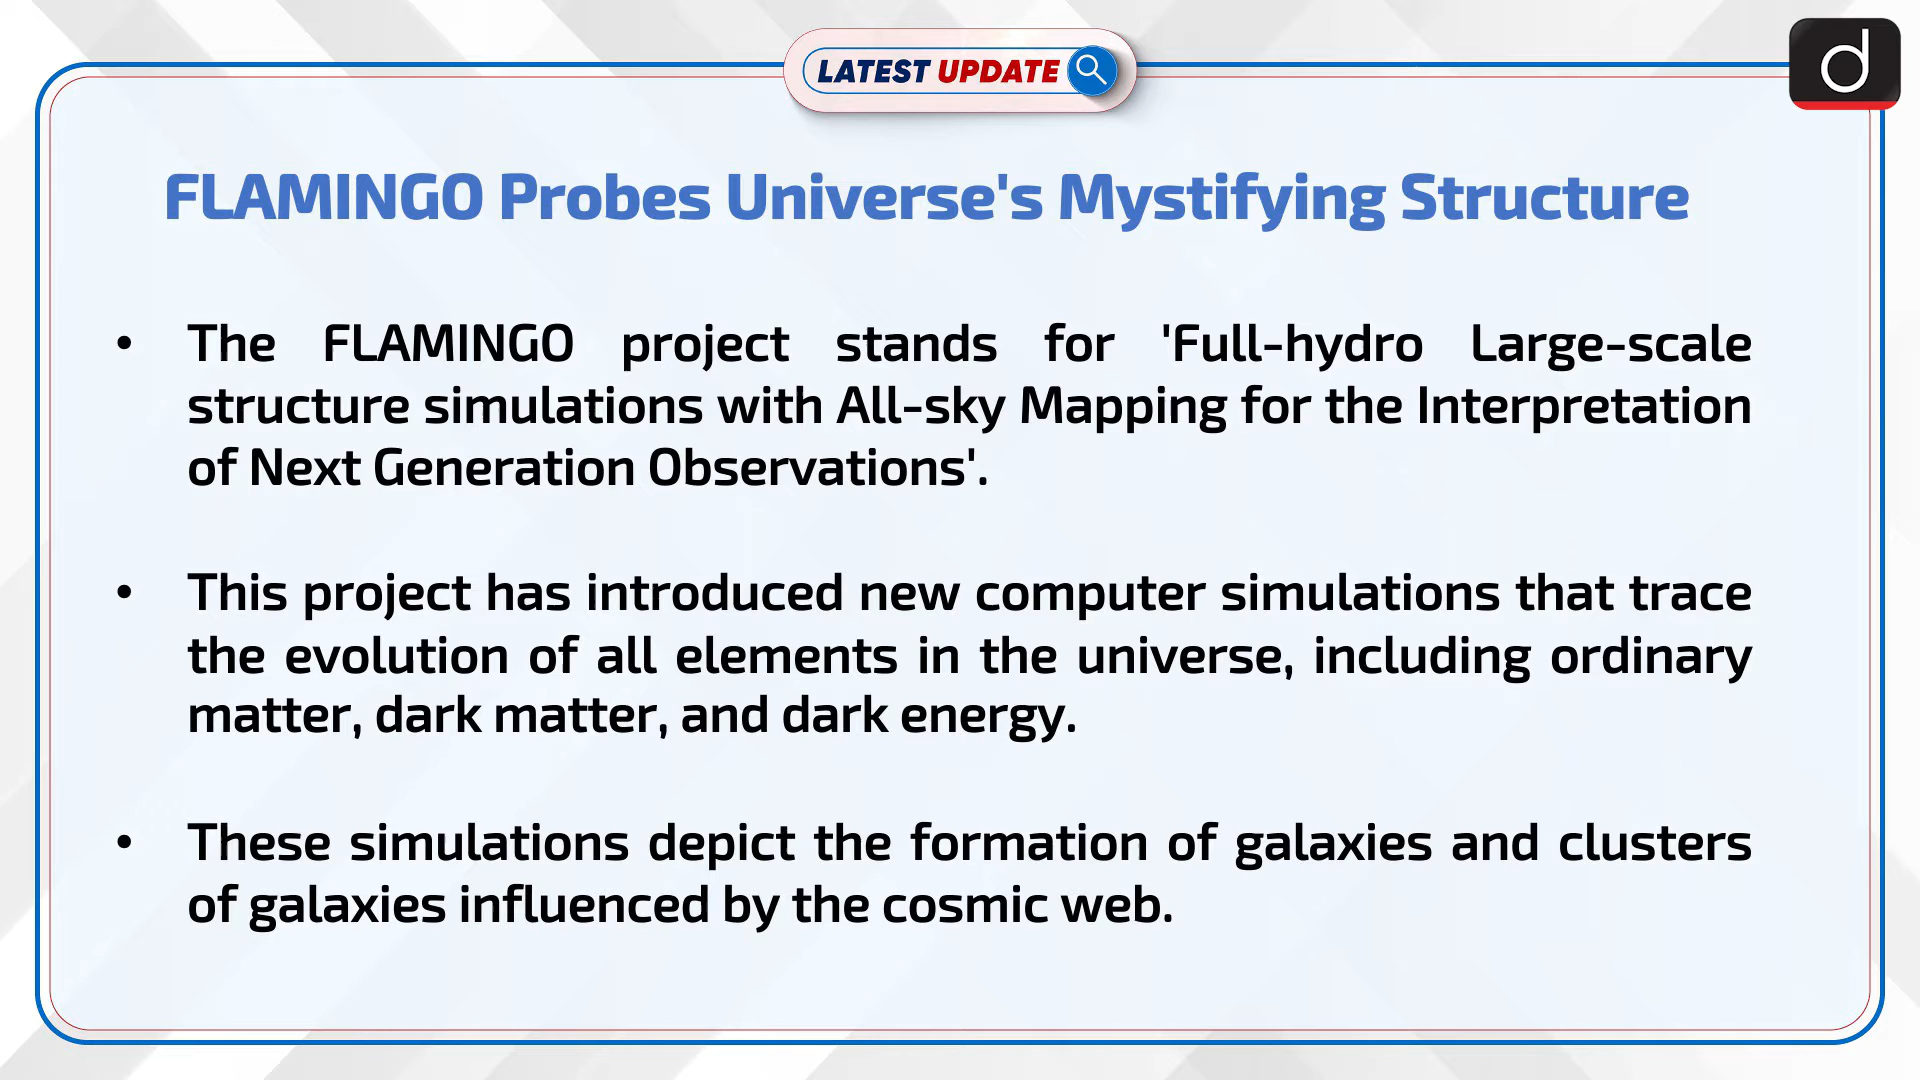 LATEST UPDATE
d
FLAMINGO Probes Universe's Mystifying Structure
• The FLAMINGO project stands for 'Full-hydro Large-scale
structure simulations with All-sky Mapping for the Interpretation
of Next Generation Observations'.
• This project has introduced new computer simulations that trace
the evolution of all elements in the universe, including ordinary
matter, dark matter, and dark energy.
• These simulations depict the formation of galaxies and clusters
of galaxies influenced by the cosmic web.